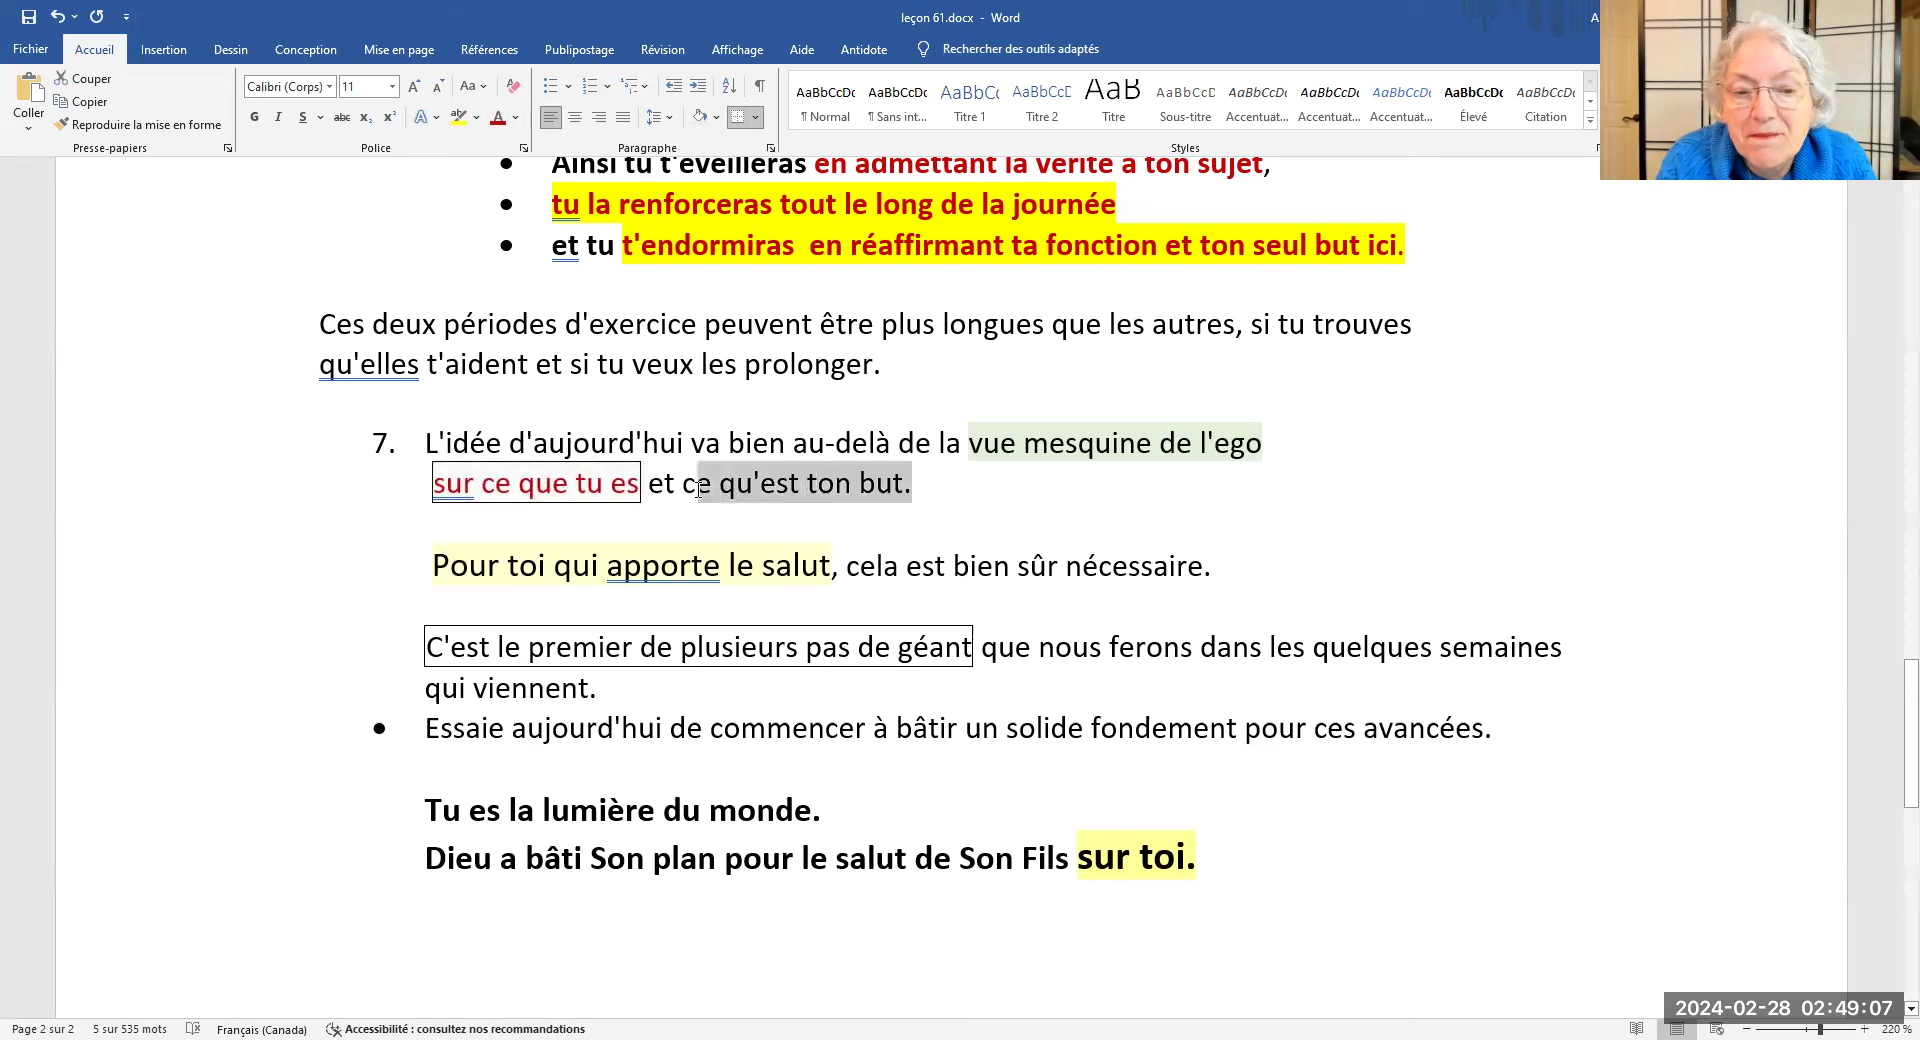 leçon 61.docx - Word
A
Fichier Accueil Insertion Dessin Conception Mise en page Références Publipostage Révision Affichage Aide Antidote Rechercher des outils adaptés
Coller
Couper
Copier
Reproduire la mise en forme
Presse-papiers
Calibri (Corps) 11
Aa
G I S abc x₂ x²
A A
Police
Paragraphe
AaBbCcDc AaBbCcDc AaBbC( AaBbCcD AaB AaBbCcD AaBbCcDc AaBbCcDc AaBbCcDc AaBbCcDc AaBbCcDc
¶ Normal ¶ Sans int... Titre 1 Titre 2 Titre Sous-titre Accentuat... Accentuat... Accentuat... Élevé Citation
Styles
• Ainsi tu t'éveilleras en admettant la vérité à ton sujet,
• tu la renforceras tout le long de la journée
• et tu t'endormiras en réaffirmant ta fonction et ton seul but ici.
Ces deux périodes d'exercice peuvent être plus longues que les autres, si tu trouves
qu'elles t'aident et si tu veux les prolonger.
7. L'idée d'aujourd'hui va bien au-delà de la vue mesquine de l'ego
sur ce que tu es et ce qu'est ton but.
Pour toi qui apporte le salut, cela est bien sûr nécessaire.
C'est le premier de plusieurs pas de géant que nous ferons dans les quelques semaines
qui viennent.
• Essaie aujourd'hui de commencer à bâtir un solide fondement pour ces avancées.
Tu es la lumière du monde.
Dieu a bâti Son plan pour le salut de Son Fils sur toi.
2024-02-28 02:49:07
Page 2 sur 2 5 sur 535 mots Français (Canada) Accessibilité : consultez nos recommandations 220 %